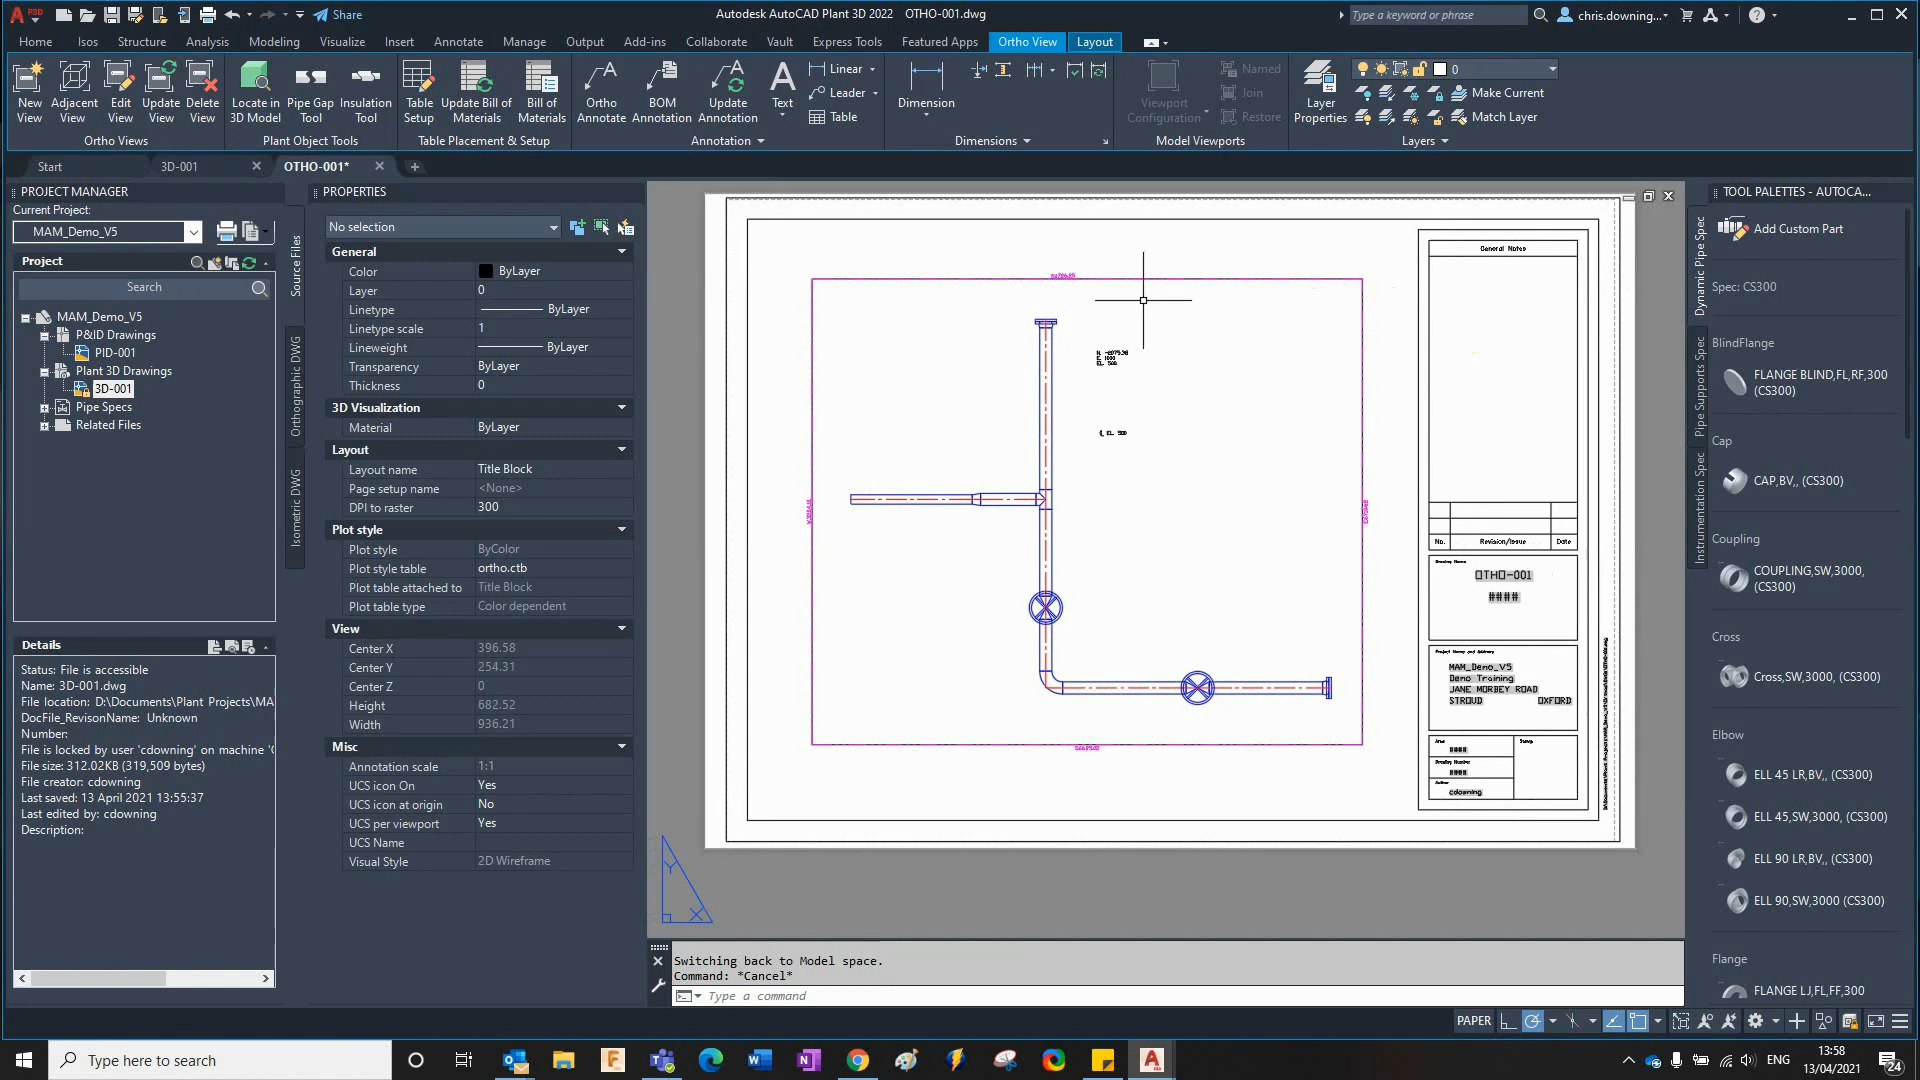 Share
Autodesk AutoCAD Plant 3D 2022 OTHO-001.dwg
Type a keyword or phrase
chris.downing...
Home Isos Structure Analysis Modeling Visualize Insert Annotate Manage Output Add-ins Collaborate Vault Express Tools Featured Apps Ortho View Layout
New View
Adjacent View
Edit View
Update View
Delete View
Ortho Views
Locate in 3D Model
Pipe Gap Tool
Insulation Tool
Plant Object Tools
Table Setup
Update Bill of Materials
Bill of Materials
Table Placement & Setup
Ortho Annotate
BOM Annotation
Update Annotation
Text
Linear
Leader
Table
Annotation
Dimension
Dimensions
Viewport Configuration
Named
Join
Restore
Model Viewports
Layer Properties
0
Make Current
Match Layer
Layers
Start
3D-001
OTHO-001*
PROJECT MANAGER
Current Project:
MAM_Demo_V5
Project
Search
MAM_Demo_V5
P&ID Drawings
PID-001
Plant 3D Drawings
3D-001
Pipe Specs
Related Files
Source Files
Orthographic DWG
Isometric DWG
Details
Status: File is accessible
Name: 3D-001.dwg
File location: D:\Documents\Plant Projects\MA
DocFile_RevisonName: Unknown
Number:
File is locked by user 'cdowning' on machine '
File size: 312.02KB (319,509 bytes)
File creator: cdowning
Last saved: 13 April 2021 13:55:37
Last edited by: cdowning
Description:
PROPERTIES
No selection
General
Color ByLayer
Layer 0
Linetype ByLayer
Linetype scale 1
Lineweight ByLayer
Transparency ByLayer
Thickness 0
3D Visualization
Material ByLayer
Layout
Layout name Title Block
Page setup name <None>
DPI to raster 300
Plot style
Plot style ByColor
Plot style table ortho.ctb
Plot table attached to Title Block
Plot table type Color dependent
View
Center X 396.58
Center Y 254.31
Center Z 0
Height 682.52
Width 936.21
Misc
Annotation scale 1:1
UCS icon On Yes
UCS icon at origin No
UCS per viewport Yes
UCS Name
Visual Style 2D Wireframe
EL 500
General Notes
No. Revision/Issue Date
Drawing Name
OTHO-001
####
Project Name and Address
MAM_Demo_V5
Demo Training
JANE MORBEY ROAD
STROUD OXFORD
Area
####
Stamp
Drawing Number
####
Author
cdowning
Y
X
Switching back to Model space.
Command: *Cancel*
Type a command
TOOL PALETTES - AUTOCA...
Dynamic Pipe Spec
Pipe Supports Spec
Instrumentation Spec
Add Custom Part
Spec: CS300
BlindFlange
FLANGE BLIND,FL,RF,300
(CS300)
Cap
CAP,BV,, (CS300)
Coupling
COUPLING,SW,3000,
(CS300)
Cross
Cross,SW,3000, (CS300)
Elbow
ELL 45 LR,BV,, (CS300)
ELL 45,SW,3000, (CS300)
ELL 90 LR,BV,, (CS300)
ELL 90,SW,3000 (CS300)
Flange
FLANGE LJ,FL,FF,300
PAPER
Type here to search
ENG
13:58
13/04/2021
24